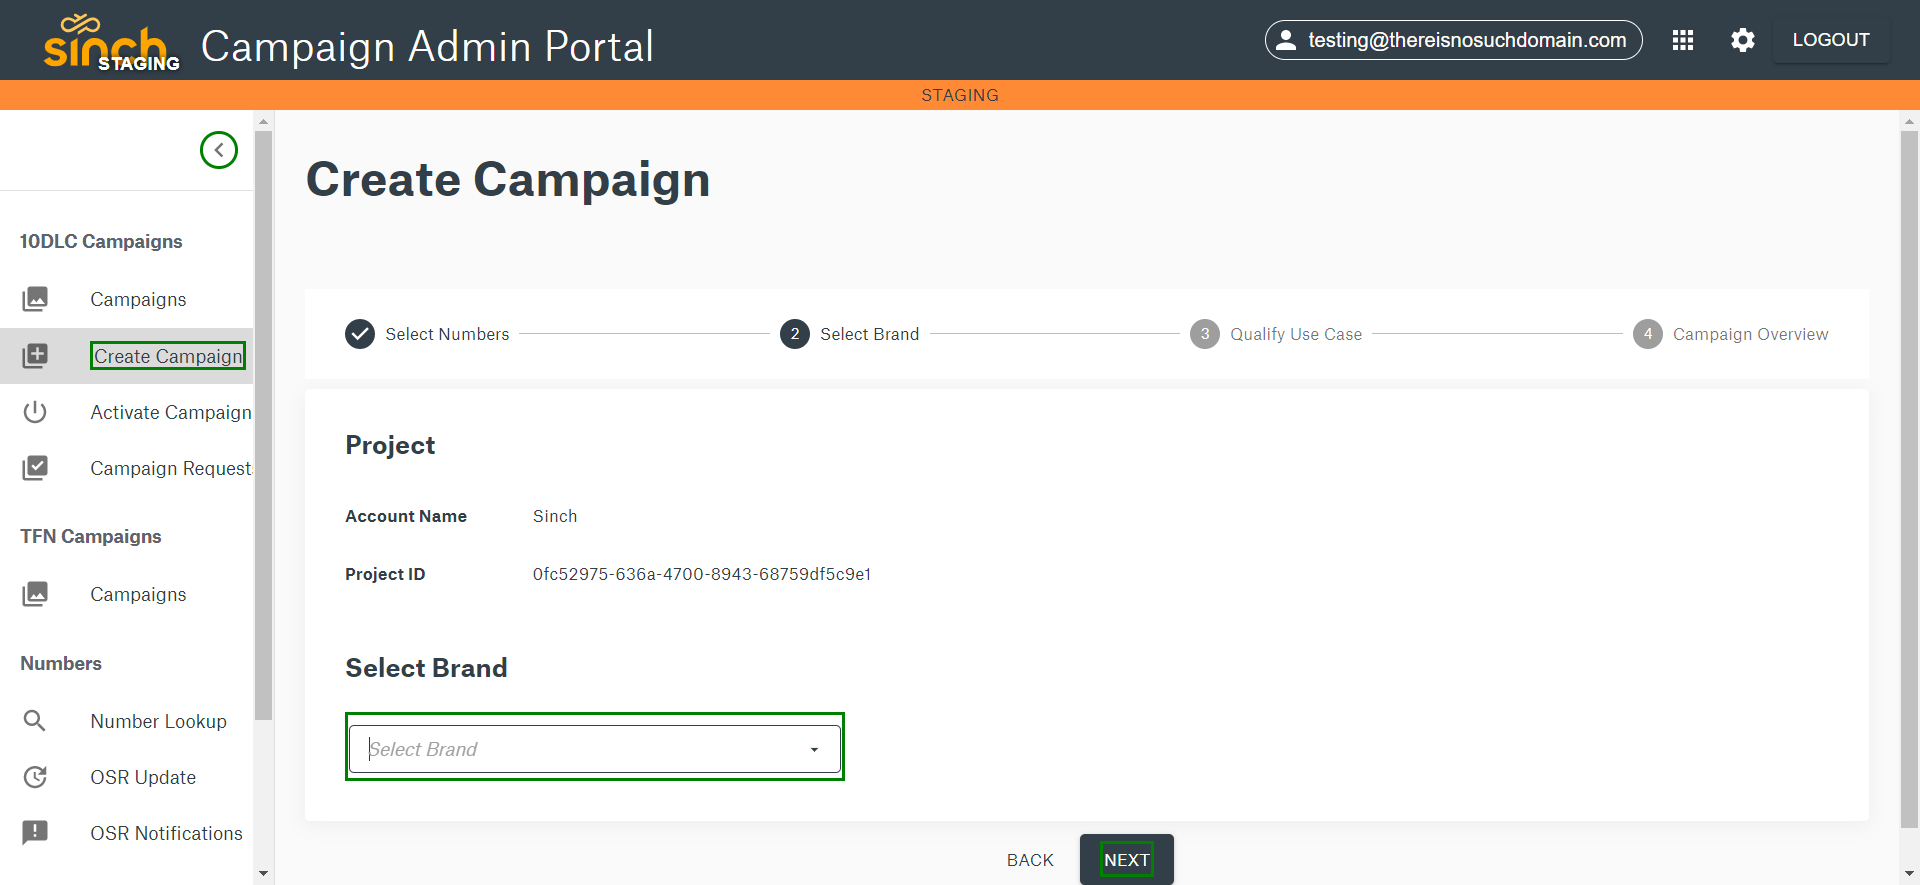 sinch
STAGING
Campaign Admin Portal
testing@thereisnosuchdomain.com
LOGOUT
STAGING
10DLC Campaigns
Campaigns
Create Campaign
Activate Campaign
Campaign Request
TFN Campaigns
Campaigns
Numbers
Number Lookup
OSR Update
OSR Notifications
Create Campaign
Select Numbers
2 Select Brand
3 Qualify Use Case
4 Campaign Overview
Project
Account Name Sinch
Project ID 0fc52975-636a-4700-8943-68759df5c9e1
Select Brand
Select Brand
BACK
NEXT